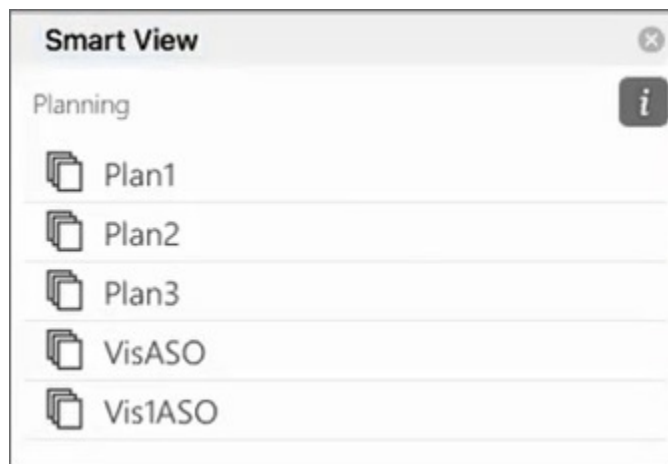 Smart View
Planning
i
Plan1
Plan2
Plan3
VisASO
Vis1ASO